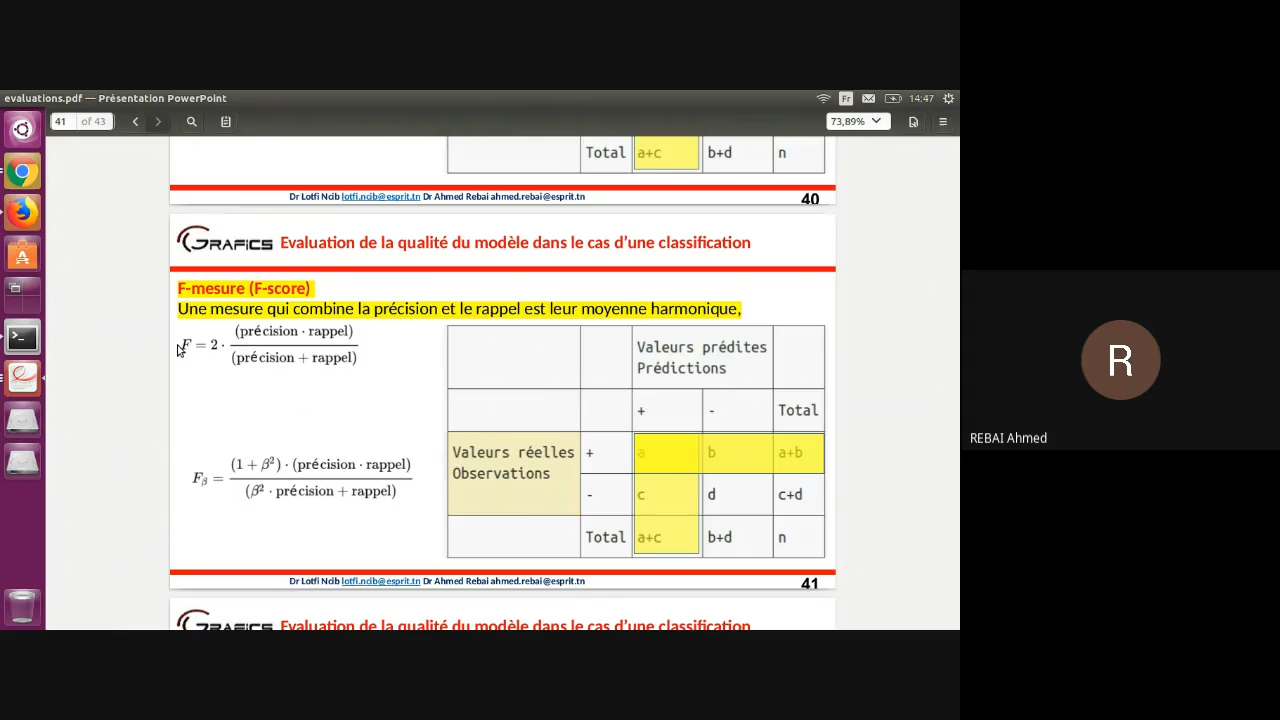 evaluations.pdf — Présentation PowerPoint
Fr
14:47
41 of 43
73,89%
Total a+c b+d n
Dr Lotfi Ncib lotfi.ncib@esprit.tn Dr Ahmed Rebai ahmed.rebai@esprit.tn 40
GRAFICS Evaluation de la qualité du modèle dans le cas d’une classification
F-mesure (F-score)
Une mesure qui combine la précision et le rappel est leur moyenne harmonique,
F = 2 · (précision · rappel) / (précision + rappel)
Fβ = (1 + β²) · (précision · rappel) / (β² · précision + rappel)
Valeurs prédites
Prédictions
+ - Total
Valeurs réelles + a b a+b
Observations
- c d c+d
Total a+c b+d n
Dr Lotfi Ncib lotfi.ncib@esprit.tn Dr Ahmed Rebai ahmed.rebai@esprit.tn 41
GRAFICS Evaluation de la qualité du modèle dans le cas d’une classification
R
REBAI Ahmed